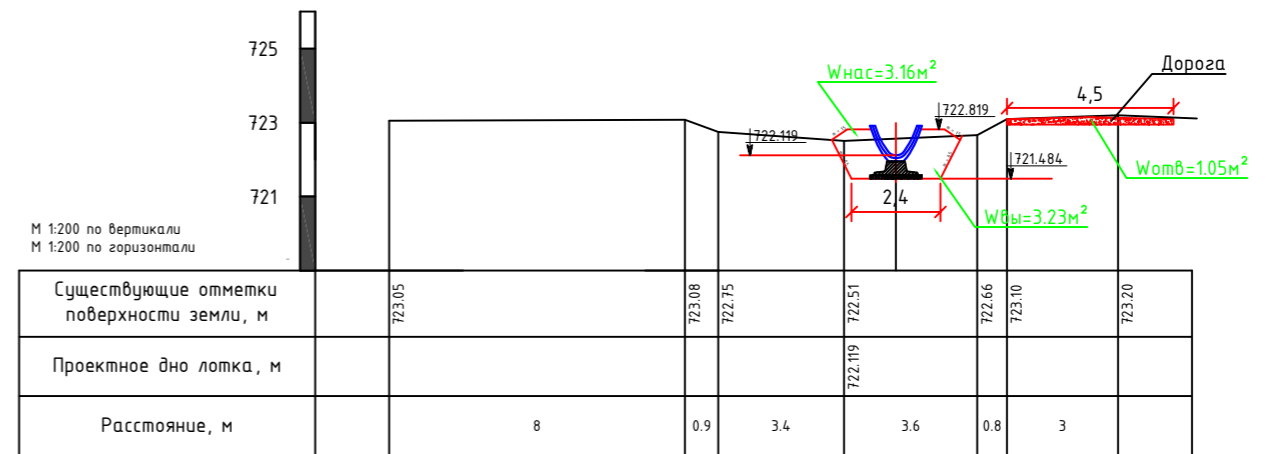 725
723
721
М 1:200 по вертикали
М 1:200 по горизонтали
Wнас=3.16м²
722.119
722.819
4,5
Дорога
721.484
Wотв=1.05м²
2,4
Wвы=3.23м²
Существующие отметки
поверхности земли, м
723.05
723.08
722.75
722.51
722.66
723.10
723.20
Проектное дно лотка, м
722.119
Расстояние, м
8
0.9
3.4
3.6
0.8
3